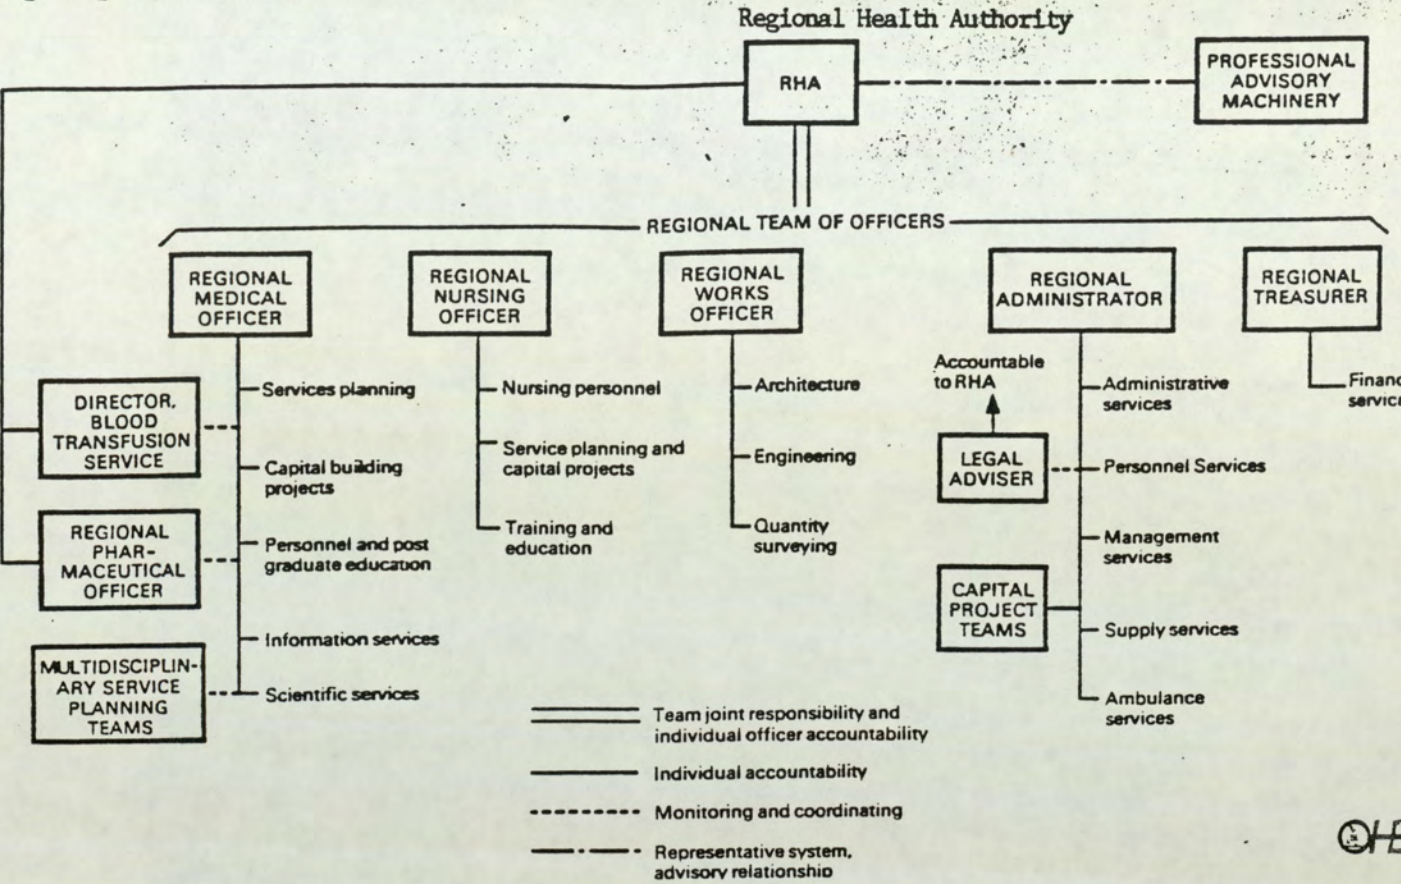 Regional Health Authority
RHA
PROFESSIONAL
ADVISORY
MACHINERY
REGIONAL TEAM OF OFFICERS
REGIONAL
MEDICAL
OFFICER
REGIONAL
NURSING
OFFICER
REGIONAL
WORKS
OFFICER
REGIONAL
ADMINISTRATOR
REGIONAL
TREASURER
DIRECTOR,
BLOOD
TRANSFUSION
SERVICE
REGIONAL
PHAR-
MACEUTICAL
OFFICER
MULTIDISCIPLIN-
ARY SERVICE
PLANNING
TEAMS
Services planning
Capital building
projects
Personnel and post
graduate education
Information services
Scientific services
Nursing personnel
Service planning and
capital projects
Training and
education
Architecture
Engineering
Quantity
surveying
Accountable
to RHA
LEGAL
ADVISER
CAPITAL
PROJECT
TEAMS
Administrative
services
Personnel Services
Management
services
Supply services
Ambulance
services
Team joint responsibility and
individual officer accountability
Individual accountability
Monitoring and coordinating
Representative system,
advisory relationship